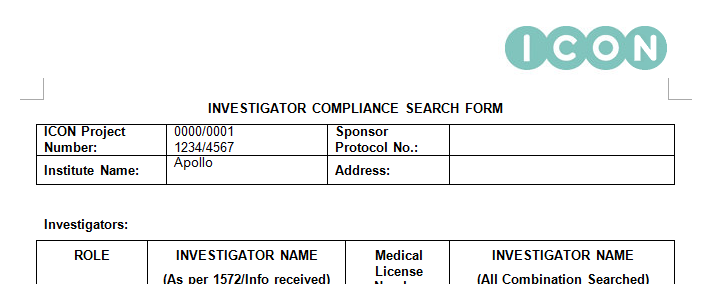 ICON
INVESTIGATOR COMPLIANCE SEARCH FORM
ICON Project Number:
0000/0001
1234/4567
Sponsor Protocol No.:
Institute Name:
Apollo
Address:
Investigators:
ROLE
INVESTIGATOR NAME
(As per 1572/Info received)
Medical
License
INVESTIGATOR NAME
(All Combination Searched)